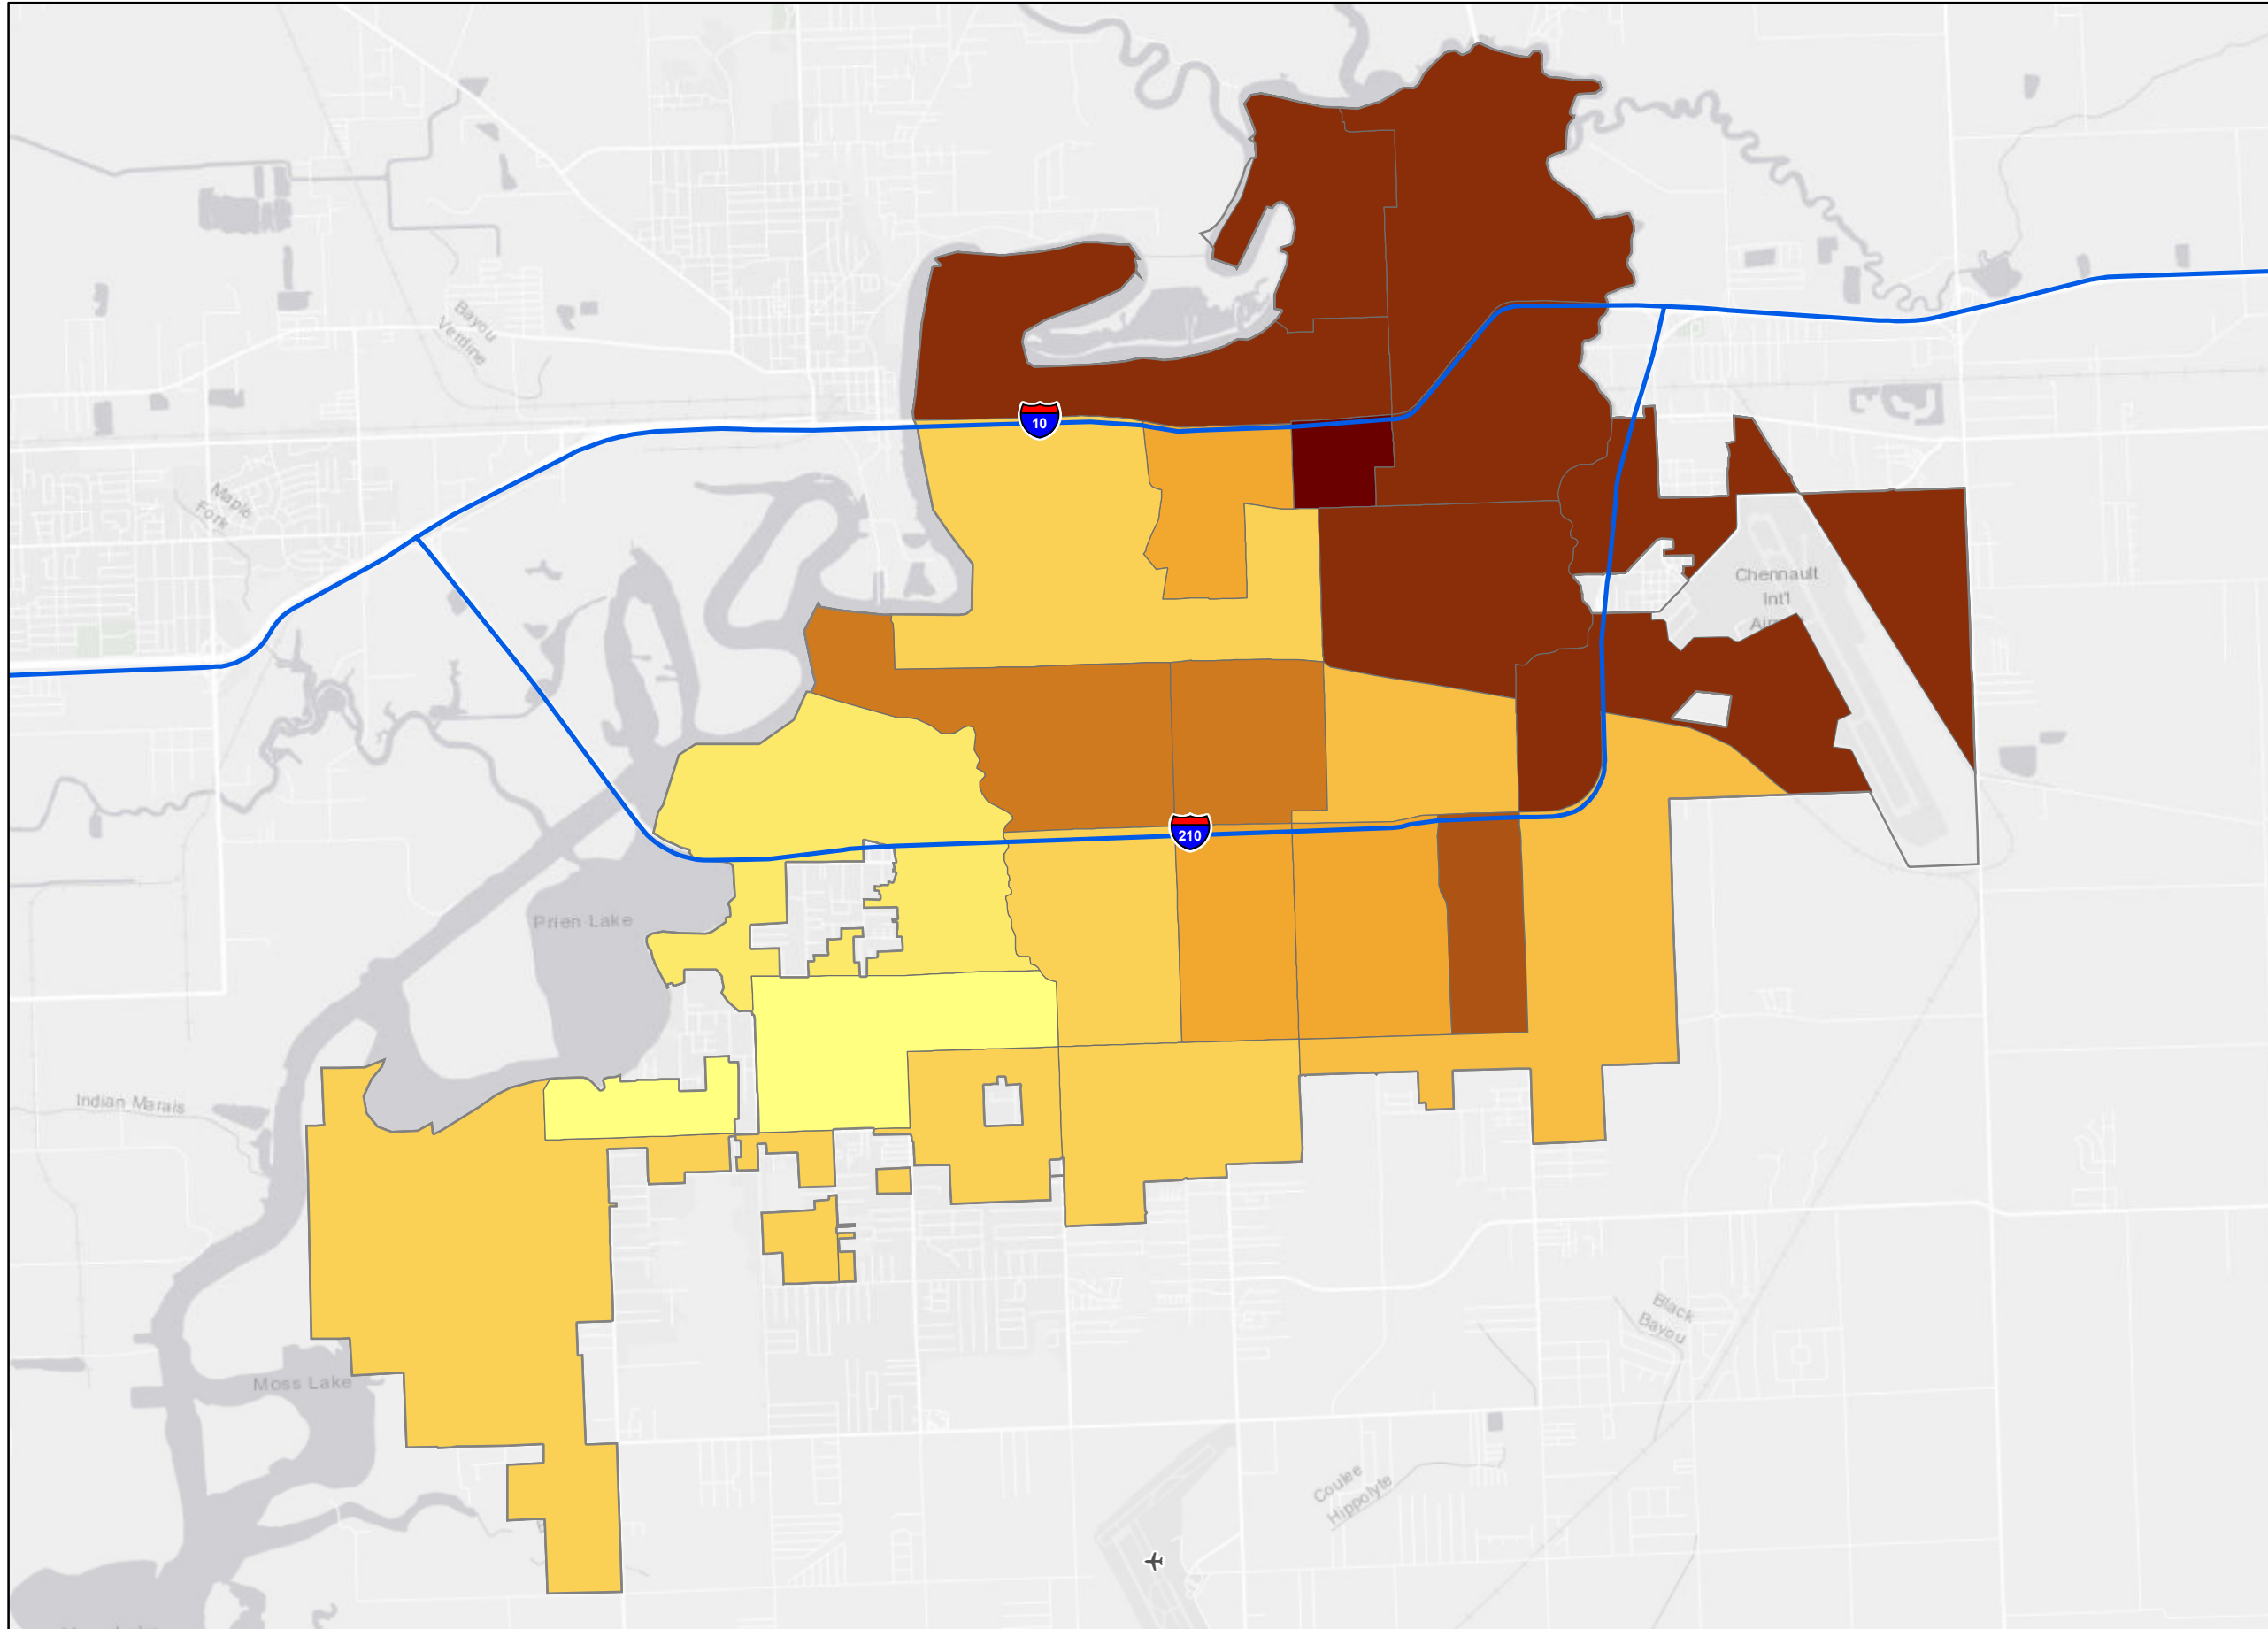 Bayou
Verdine
10
Maple
Fork
Chennault
Int'l
210
Prien Lake
Indian Marais
Black
Bayou
Moss Lake
Coulee
Hippolyte